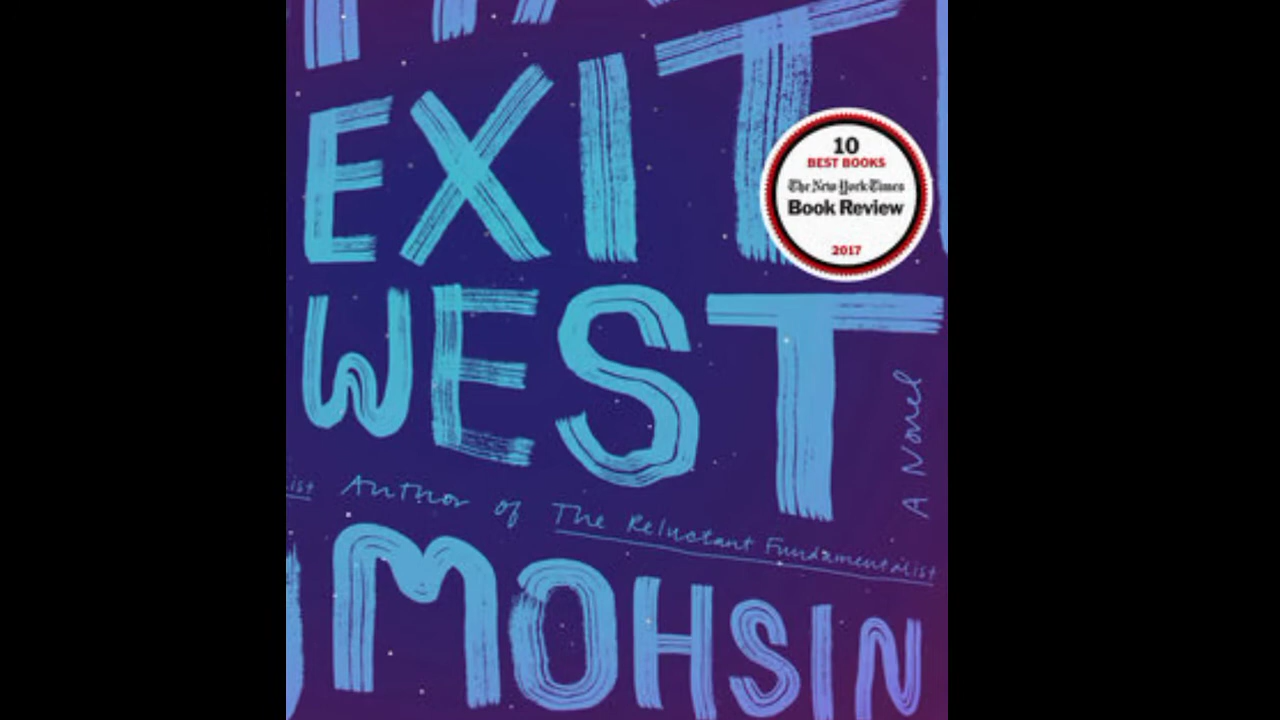 EXIT
10
BEST BOOKS
The New York Times
Book Review
2017
WEST
A Novel
ist Author of The Reluctant Fundamentalist
MOHSIN